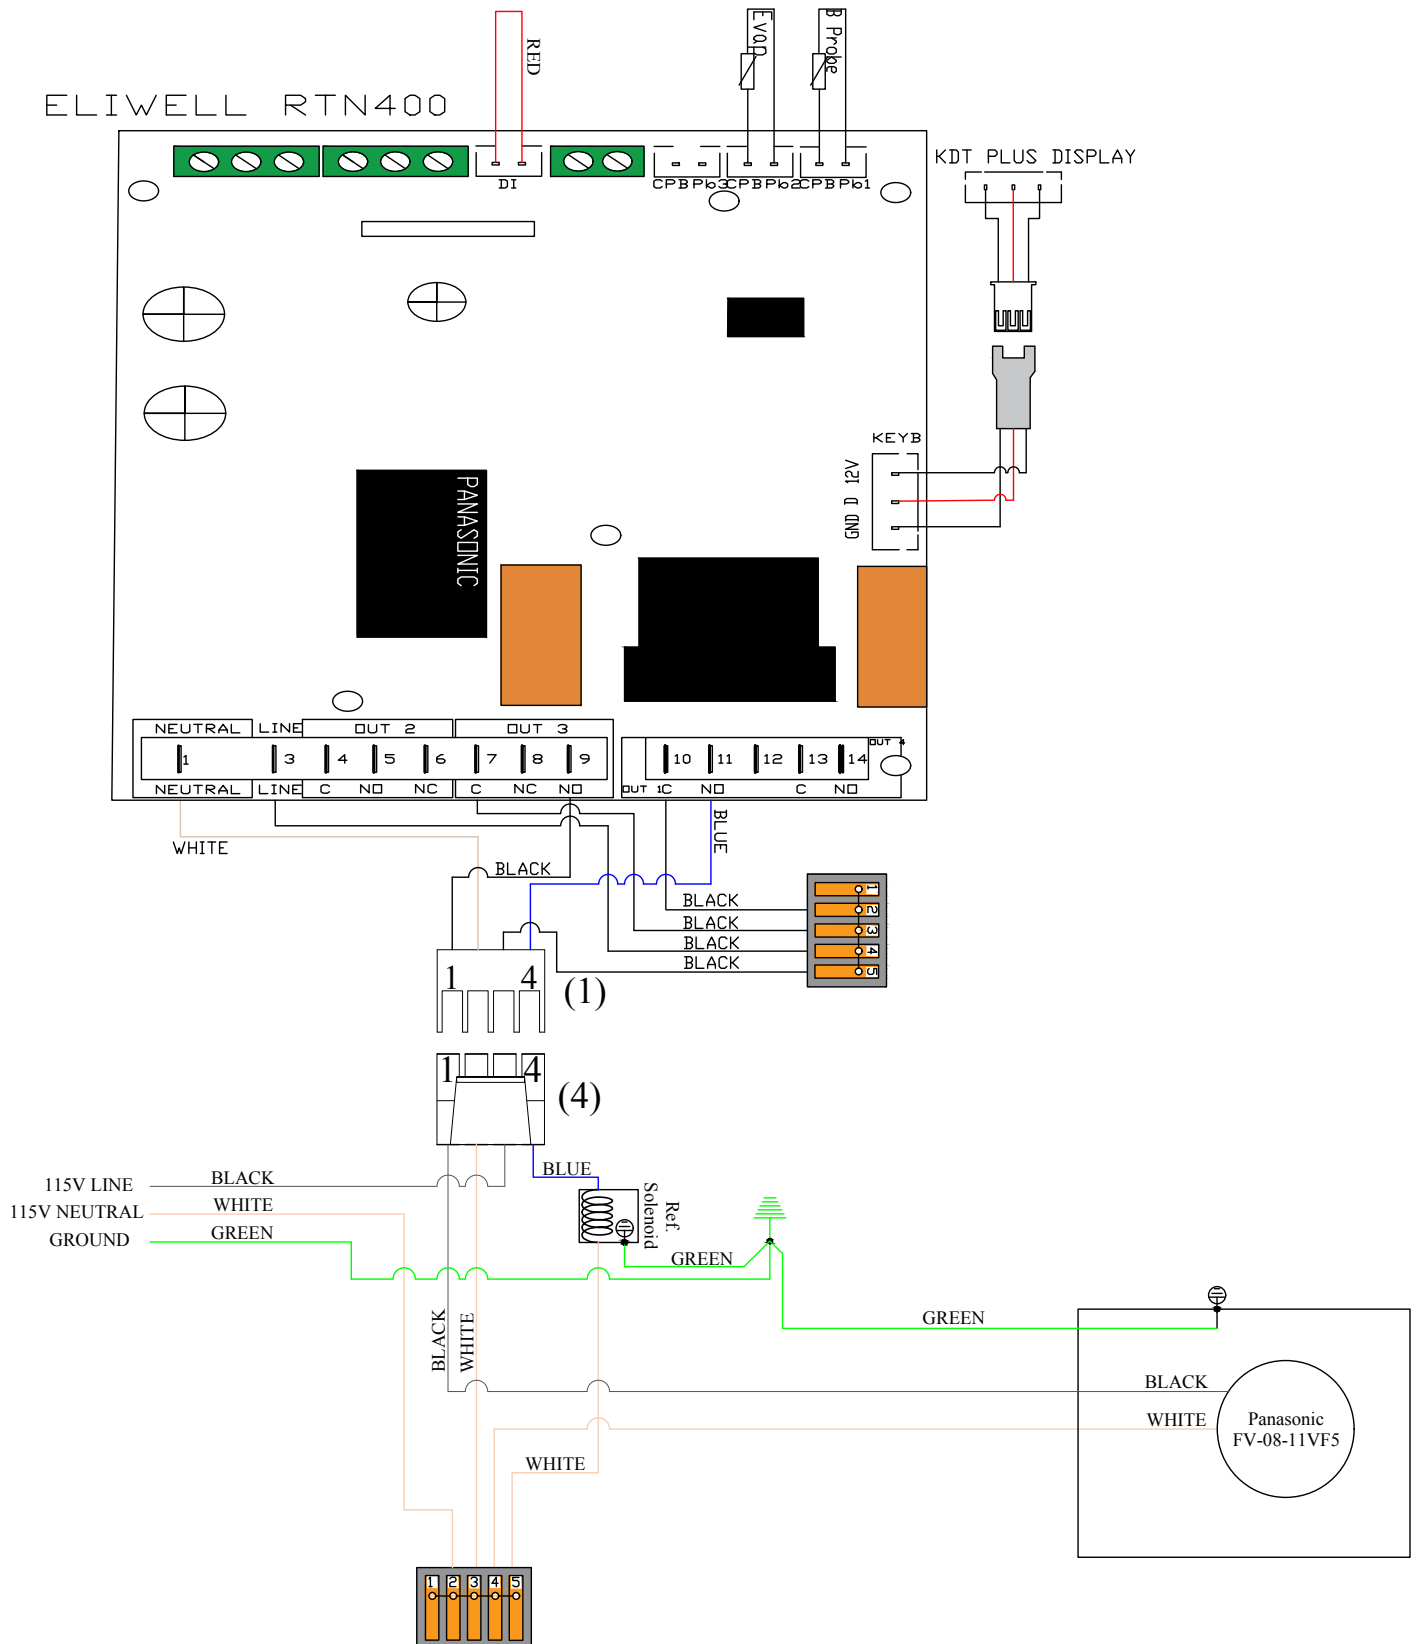 RED
Evap
B Probe
ELIWELL RTN400
KDT PLUS DISPLAY
DI
CPB Pb3 CPB Pb2 CPB Pb1
KEYB
GND D 12V
PANASONIC
NEUTRAL LINE OUT 2 OUT 3
OUT 4
1 3 4 5 6 7 8 9 10 11 12 13 14
NEUTRAL LINE C NO NC C NC NO OUT 1 C NO C NO
WHITE
BLUE
BLACK
BLACK
BLACK
BLACK
BLACK
1
2
3
4
5
1 4
(1)
1 4
(4)
115V LINE BLACK
115V NEUTRAL WHITE
GROUND GREEN
BLUE
Ref.
Solenoid
GREEN
GREEN
BLACK
WHITE
BLACK
WHITE
WHITE
Panasonic
FV-08-11VF5
1 2 3 4 5